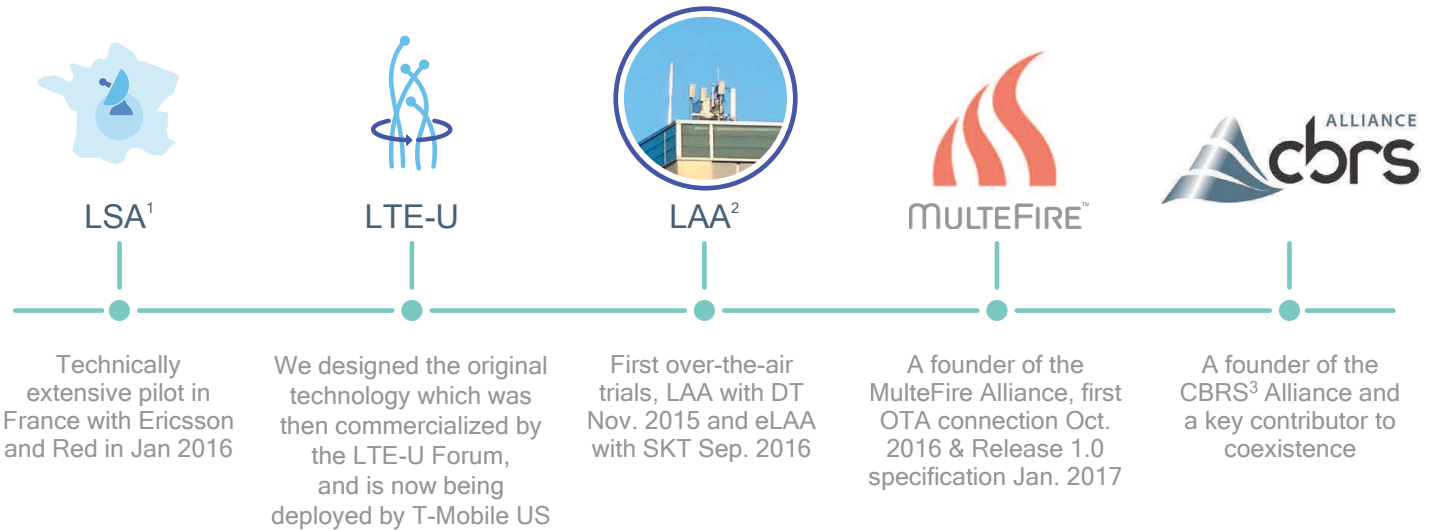 LSA1
Technically
extensive pilot in
France with Ericsson
and Red in Jan 2016
LTE-U
We designed the original
technology which was
then commercialized by
the LTE-U Forum,
and is now being
deployed by T-Mobile US
LAA2
First over-the-air
trials, LAA with DT
Nov. 2015 and eLAA
with SKT Sep. 2016
MULTEFIRE™
A founder of the
MulteFire Alliance, first
OTA connection Oct.
2016 & Release 1.0
specification Jan. 2017
ALLIANCE
cbrs
A founder of the
CBRS3 Alliance and
a key contributor to
coexistence